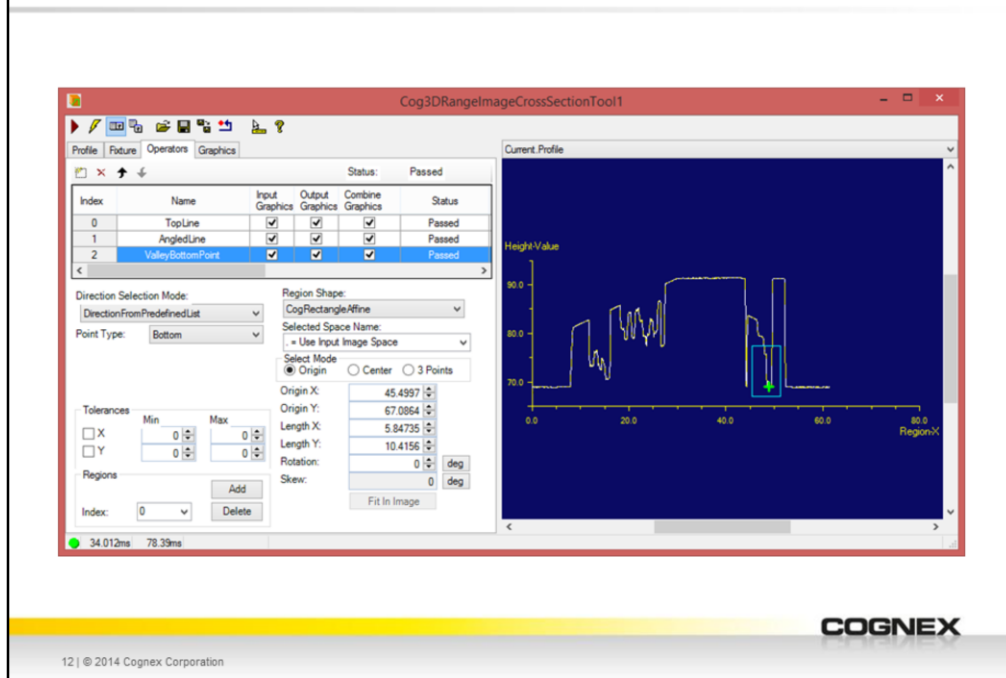 Cog3DRangeImageCrossSectionTool1
Profile Fixture Operators Graphics
Current.Profile
Status: Passed
Index Name Input Graphics Output Graphics Combine Graphics Status
0 TopLine Passed
1 AngledLine Passed
2 ValleyBottomPoint Passed
Direction Selection Mode:
DirectionFromPredefinedList
Point Type: Bottom
Region Shape:
CogRectangleAffine
Selected Space Name:
. = Use Input Image Space
Select Mode
Origin Center 3 Points
Origin X: 45.4997
Origin Y: 67.0864
Length X: 5.84735
Length Y: 10.4156
Rotation: 0 deg
Skew: 0 deg
Fit In Image
Tolerances
Min Max
X 0 0
Y 0 0
Regions
Add
Index: 0 Delete
Height-Value
90.0
80.0
70.0
0.0 20.0 40.0 60.0 80.0
Region-X
34.012ms 78.39ms
COGNEX
12 | © 2014 Cognex Corporation